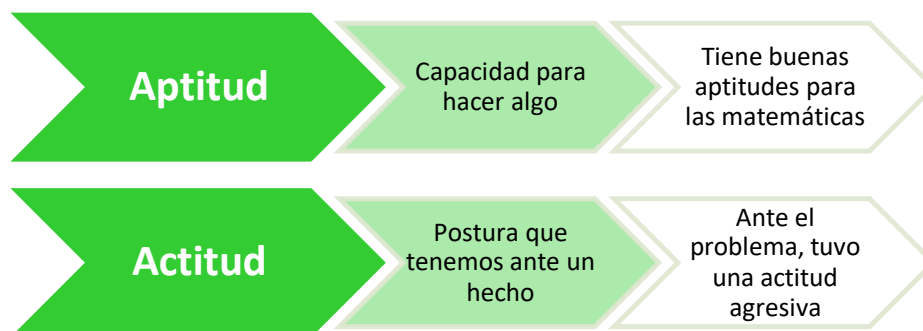 Aptitud
Capacidad para
hacer algo
Tiene buenas
aptitudes para
las matemáticas
Actitud
Postura que
tenemos ante un
hecho
Ante el
problema, tuvo
una actitud
agresiva